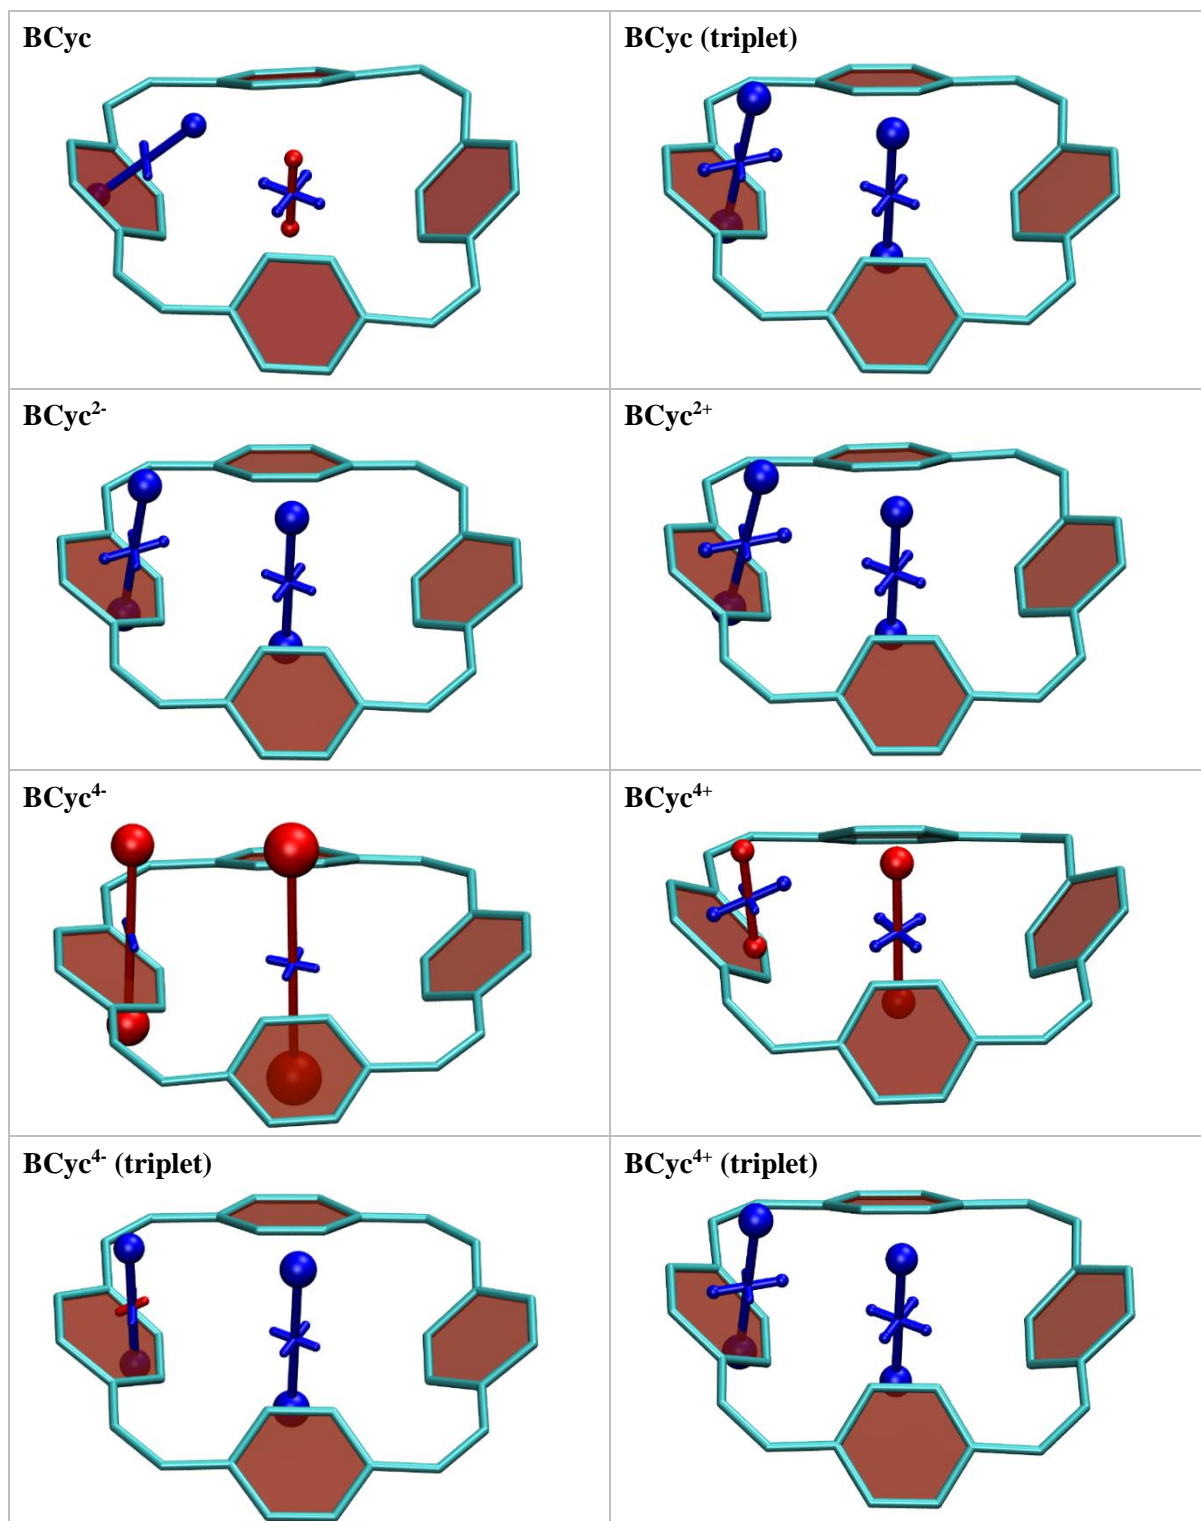 BCyc
BCyc (triplet)
BCyc²⁻
BCyc²⁺
BCyc⁴⁻
BCyc⁴⁺
BCyc⁴⁻ (triplet)
BCyc⁴⁺ (triplet)